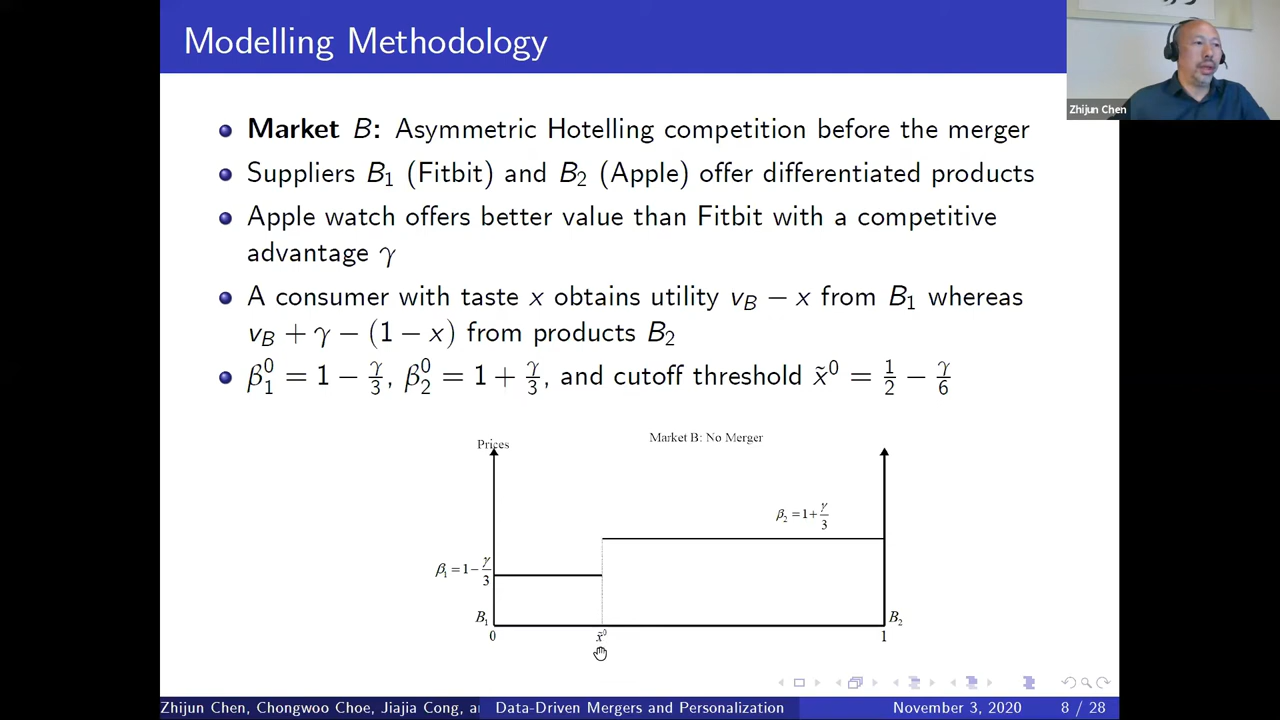 Modelling Methodology
Zhijun Chen
Market B: Asymmetric Hotelling competition before the merger
Suppliers B₁ (Fitbit) and B₂ (Apple) offer differentiated products
Apple watch offers better value than Fitbit with a competitive
advantage γ
A consumer with taste x obtains utility v_B − x from B₁ whereas
v_B + γ − (1 − x) from products B₂
β₁⁰ = 1 − γ/3, β₂⁰ = 1 + γ/3, and cutoff threshold x̃⁰ = 1/2 − γ/6
Market B: No Merger
Prices
β₂ = 1 + γ/3
β₁ = 1 − γ/3
B₁
B₂
0
x̃⁰
1
Zhijun Chen, Chongwoo Choe, Jiajia Cong, a
Data-Driven Mergers and Personalization
November 3, 2020
8 / 28